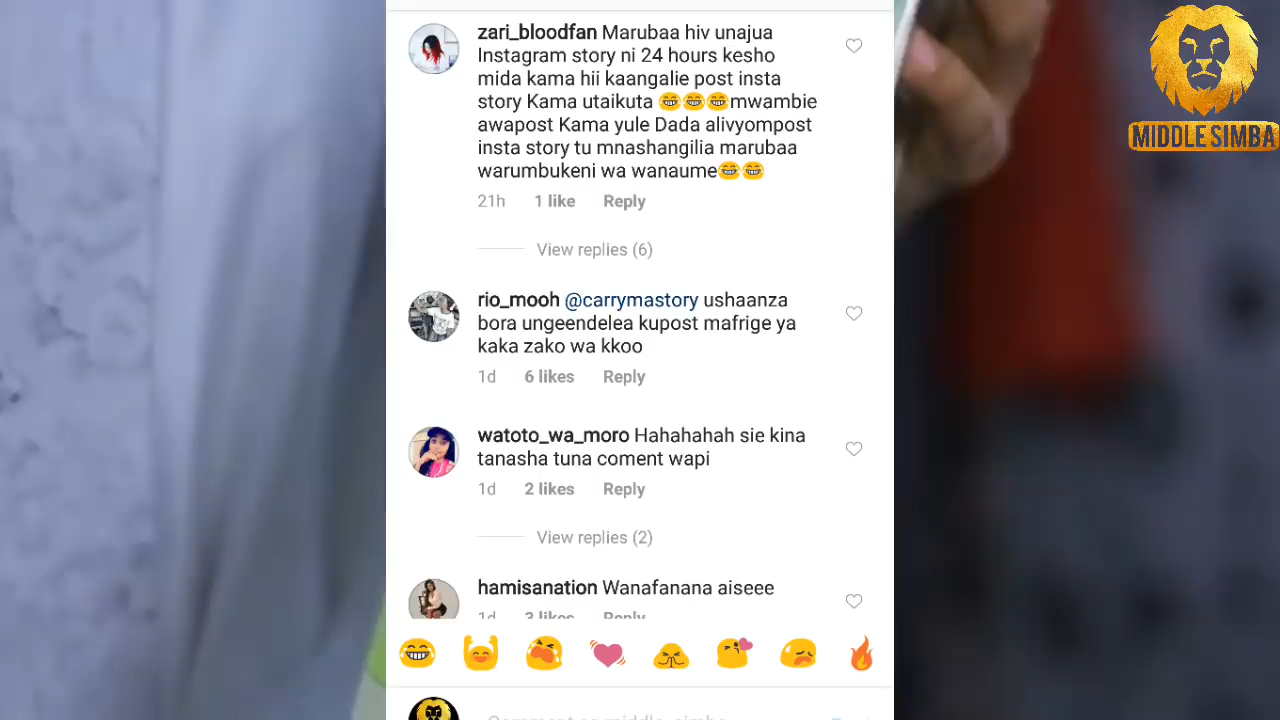 zari_bloodfan Marubaa hiv unajua
Instagram story ni 24 hours kesho
mida kama hii kaangalie post insta
story Kama utaikuta 😂😂😂mwambie
awapost Kama yule Dada alivyompost
insta story tu mnashangilia marubaa
warumbukeni wa wanaume😂😂
21h 1 like Reply
View replies (6)
rio_mooh @carrymastory ushaanza
bora ungeendelea kupost mafrige ya
kaka zako wa kkoo
1d 6 likes Reply
watoto_wa_moro Hahahahah sie kina
tanasha tuna coment wapi
1d 2 likes Reply
View replies (2)
hamisanation Wanafanana aiseee
1d 3 likes Reply
MIDDLE SIMBA